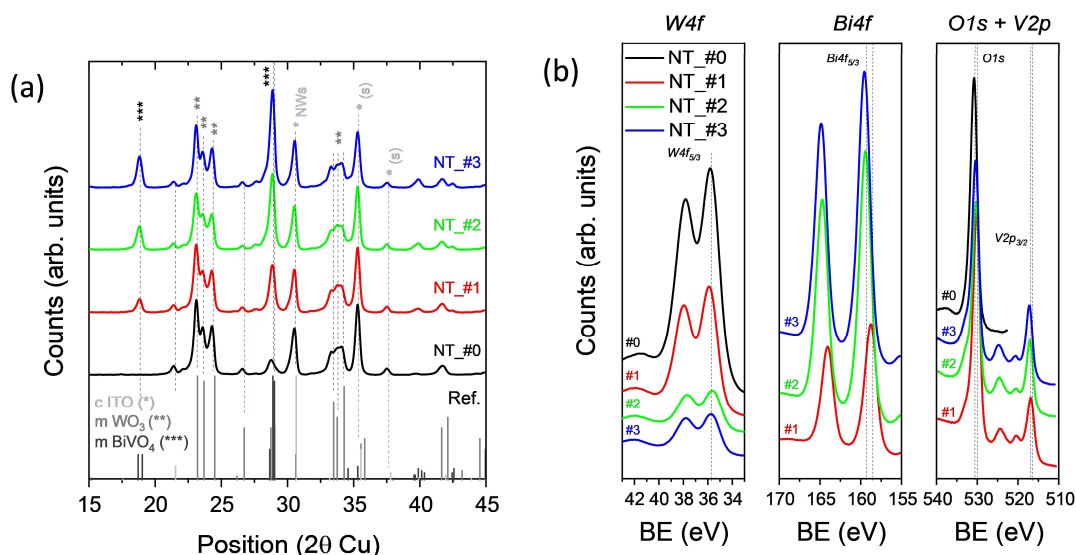 (a)
Counts (arb. units)
***
**
**
**
***
* NWs
**
* (s)
* (s)
NT_#3
NT_#2
NT_#1
NT_#0
Ref.
c ITO (*)
m WO3 (**)
m BiVO4 (***)
15 20 25 30 35 40 45
Position (2θ Cu)
(b)
W4f
Bi4f
O1s + V2p
Counts (arb. units)
NT_#0
NT_#1
NT_#2
NT_#3
W4f5/3
#0
#1
#2
#3
42 40 38 36 34
BE (eV)
Bi4f5/3
#3
#2
#1
170 165 160 155
BE (eV)
O1s
V2p3/2
#0
#3
#2
#1
540 530 520 510
BE (eV)